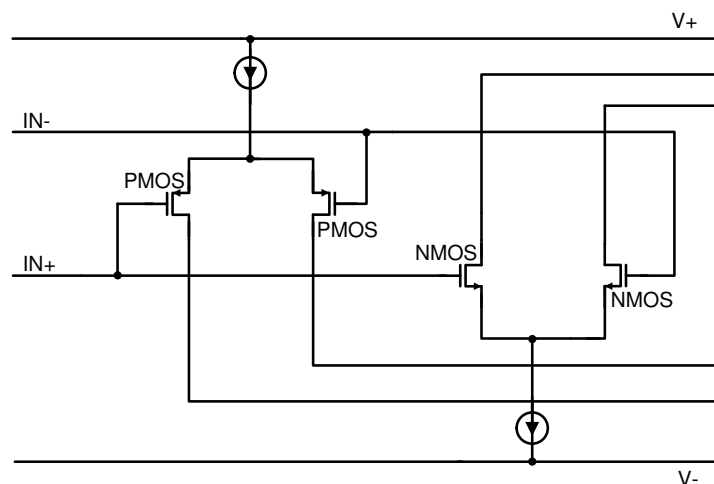 V+
IN-
PMOS
PMOS
NMOS
IN+
NMOS
V-